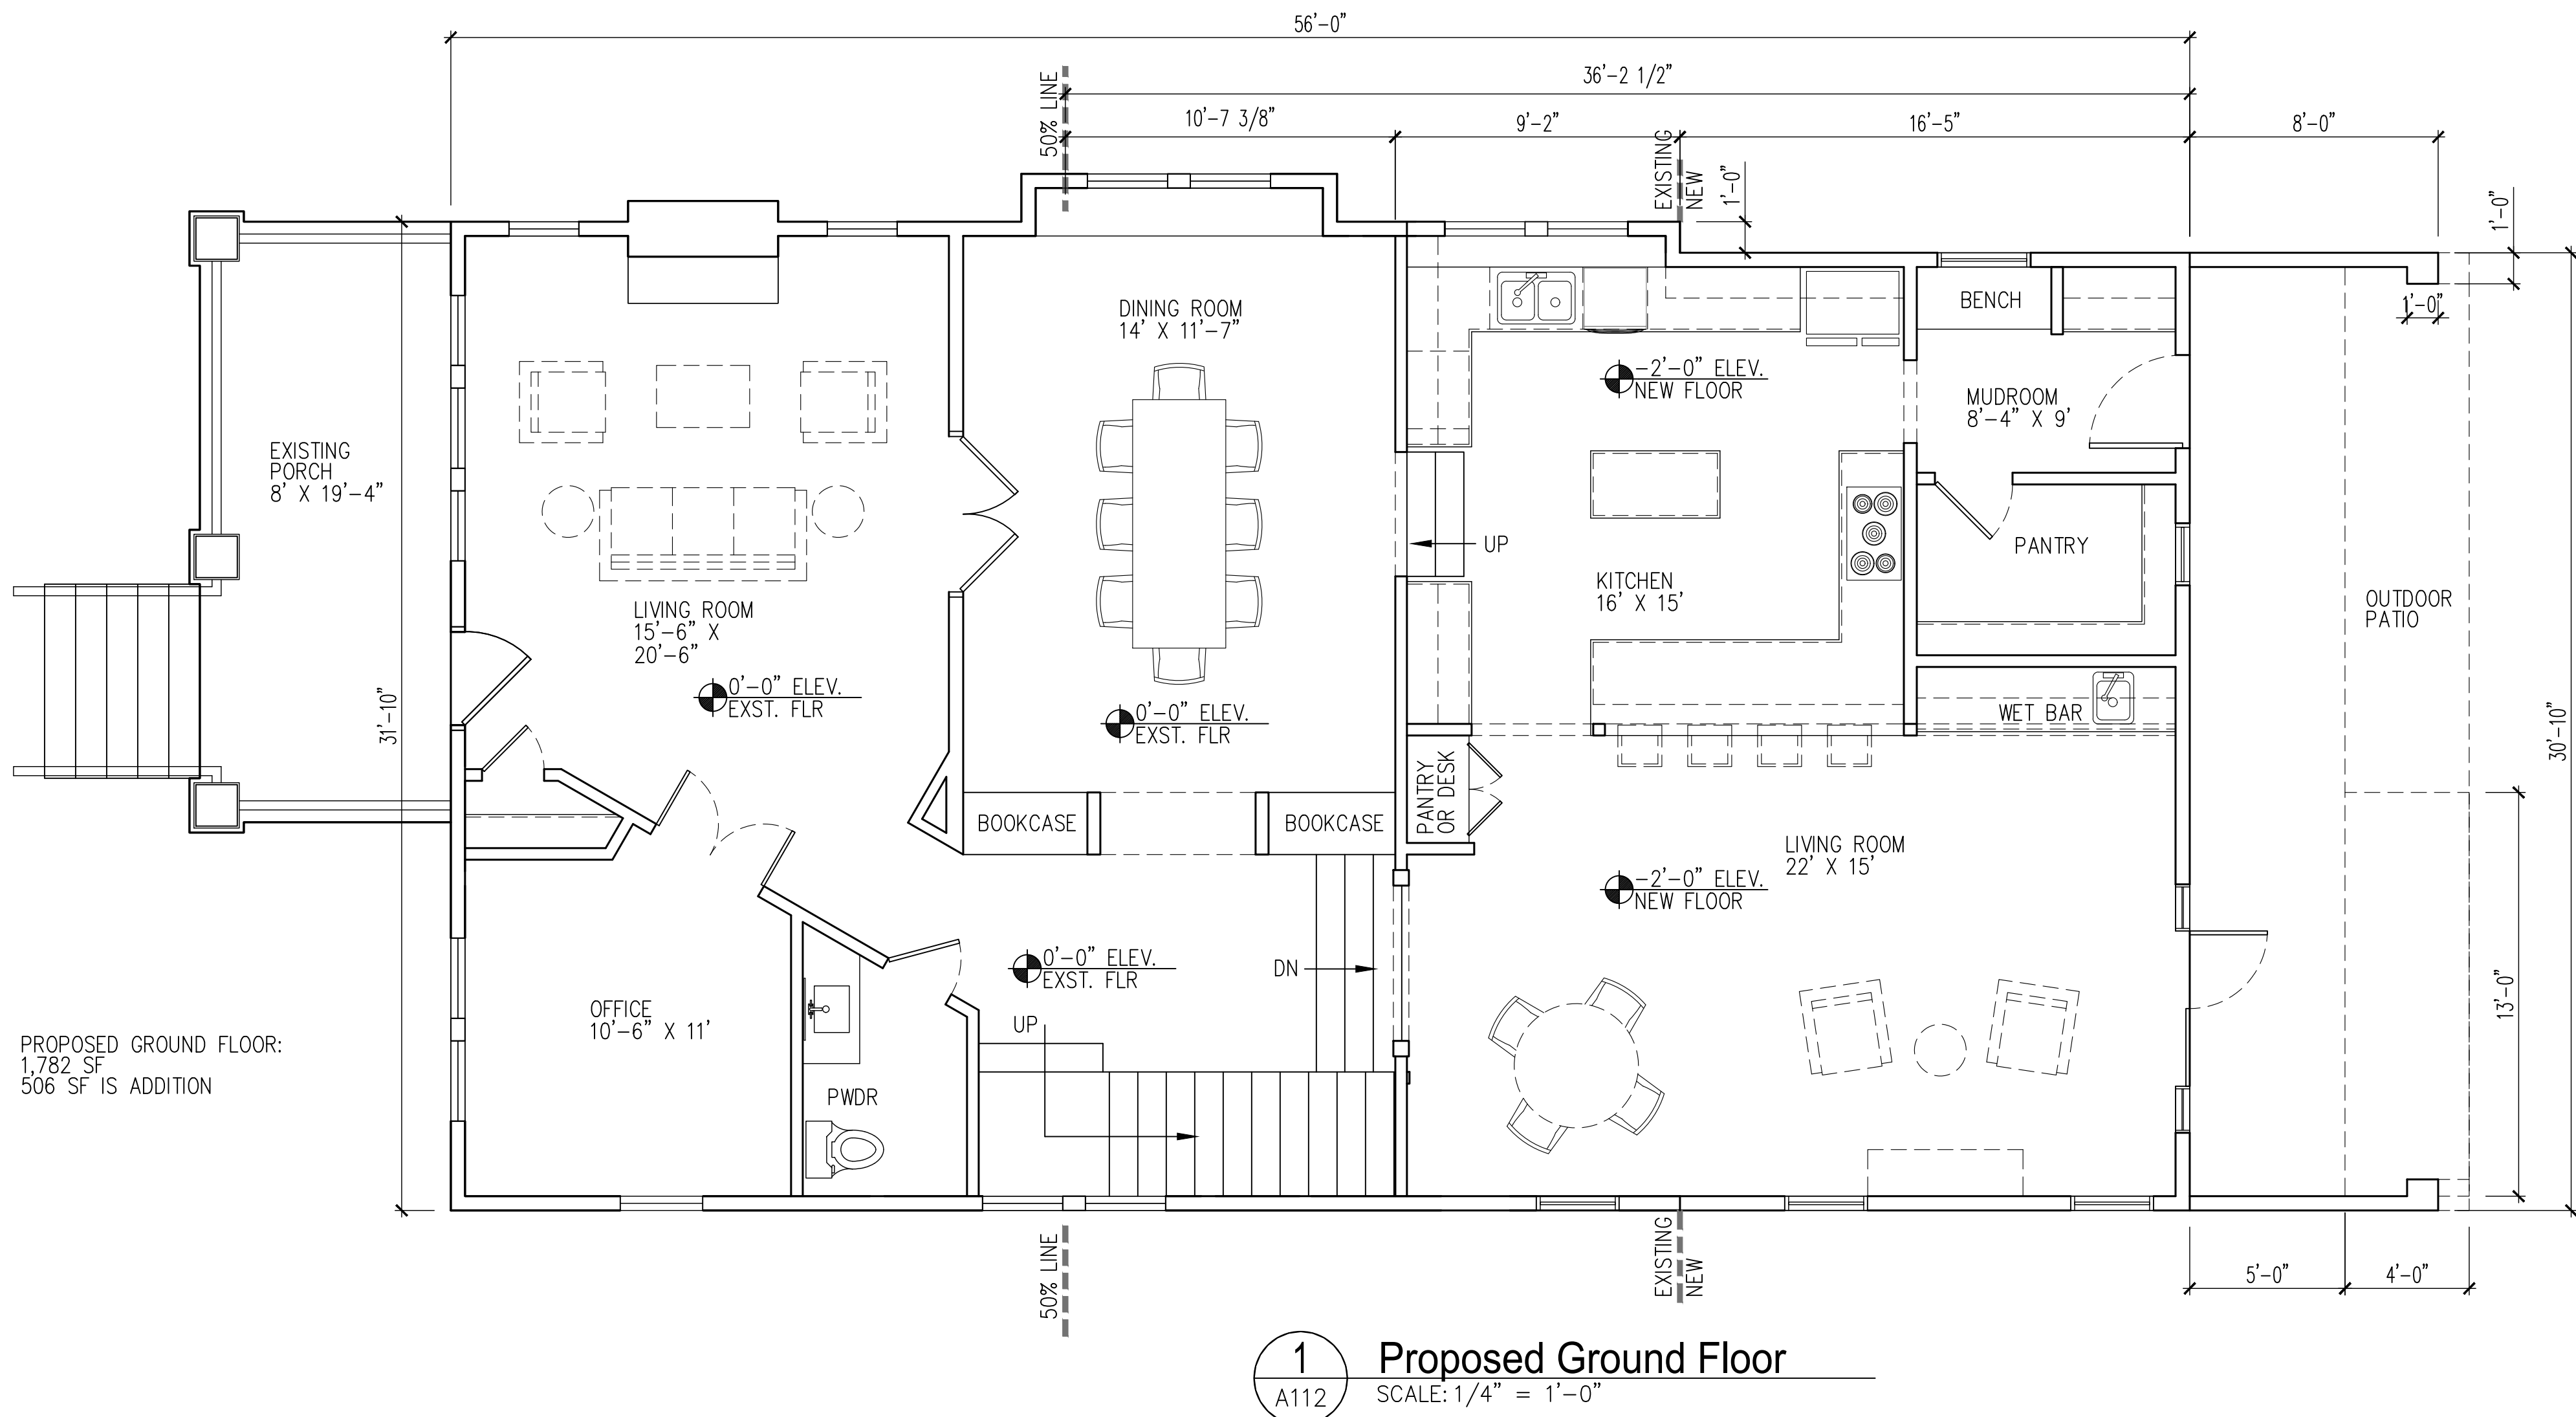 56'-0"
36'-2 1/2"
10'-7 3/8"
9'-2"
16'-5"
8'-0"
50% LINE
EXISTING
NEW
1'-0"
1'-0"
1'-0"
BENCH
DINING ROOM
14' X 11'-7"
-2'-0" ELEV.
NEW FLOOR
MUDROOM
8'-4" X 9'
EXISTING
PORCH
8' X 19'-4"
UP
PANTRY
KITCHEN
16' X 15'
OUTDOOR
PATIO
LIVING ROOM
15'-6" X
20'-6"
0'-0" ELEV.
EXST. FLR
0'-0" ELEV.
EXST. FLR
WET BAR
31'-10"
30'-10"
PANTRY
OR DESK
BOOKCASE
BOOKCASE
LIVING ROOM
22' X 15'
-2'-0" ELEV.
NEW FLOOR
0'-0" ELEV.
EXST. FLR
DN
13'-0"
OFFICE
10'-6" X 11'
UP
PWDR
PROPOSED GROUND FLOOR:
1,782 SF
506 SF IS ADDITION
50% LINE
EXISTING
NEW
5'-0"
4'-0"
1
A112
Proposed Ground Floor
SCALE: 1/4" = 1'-0"